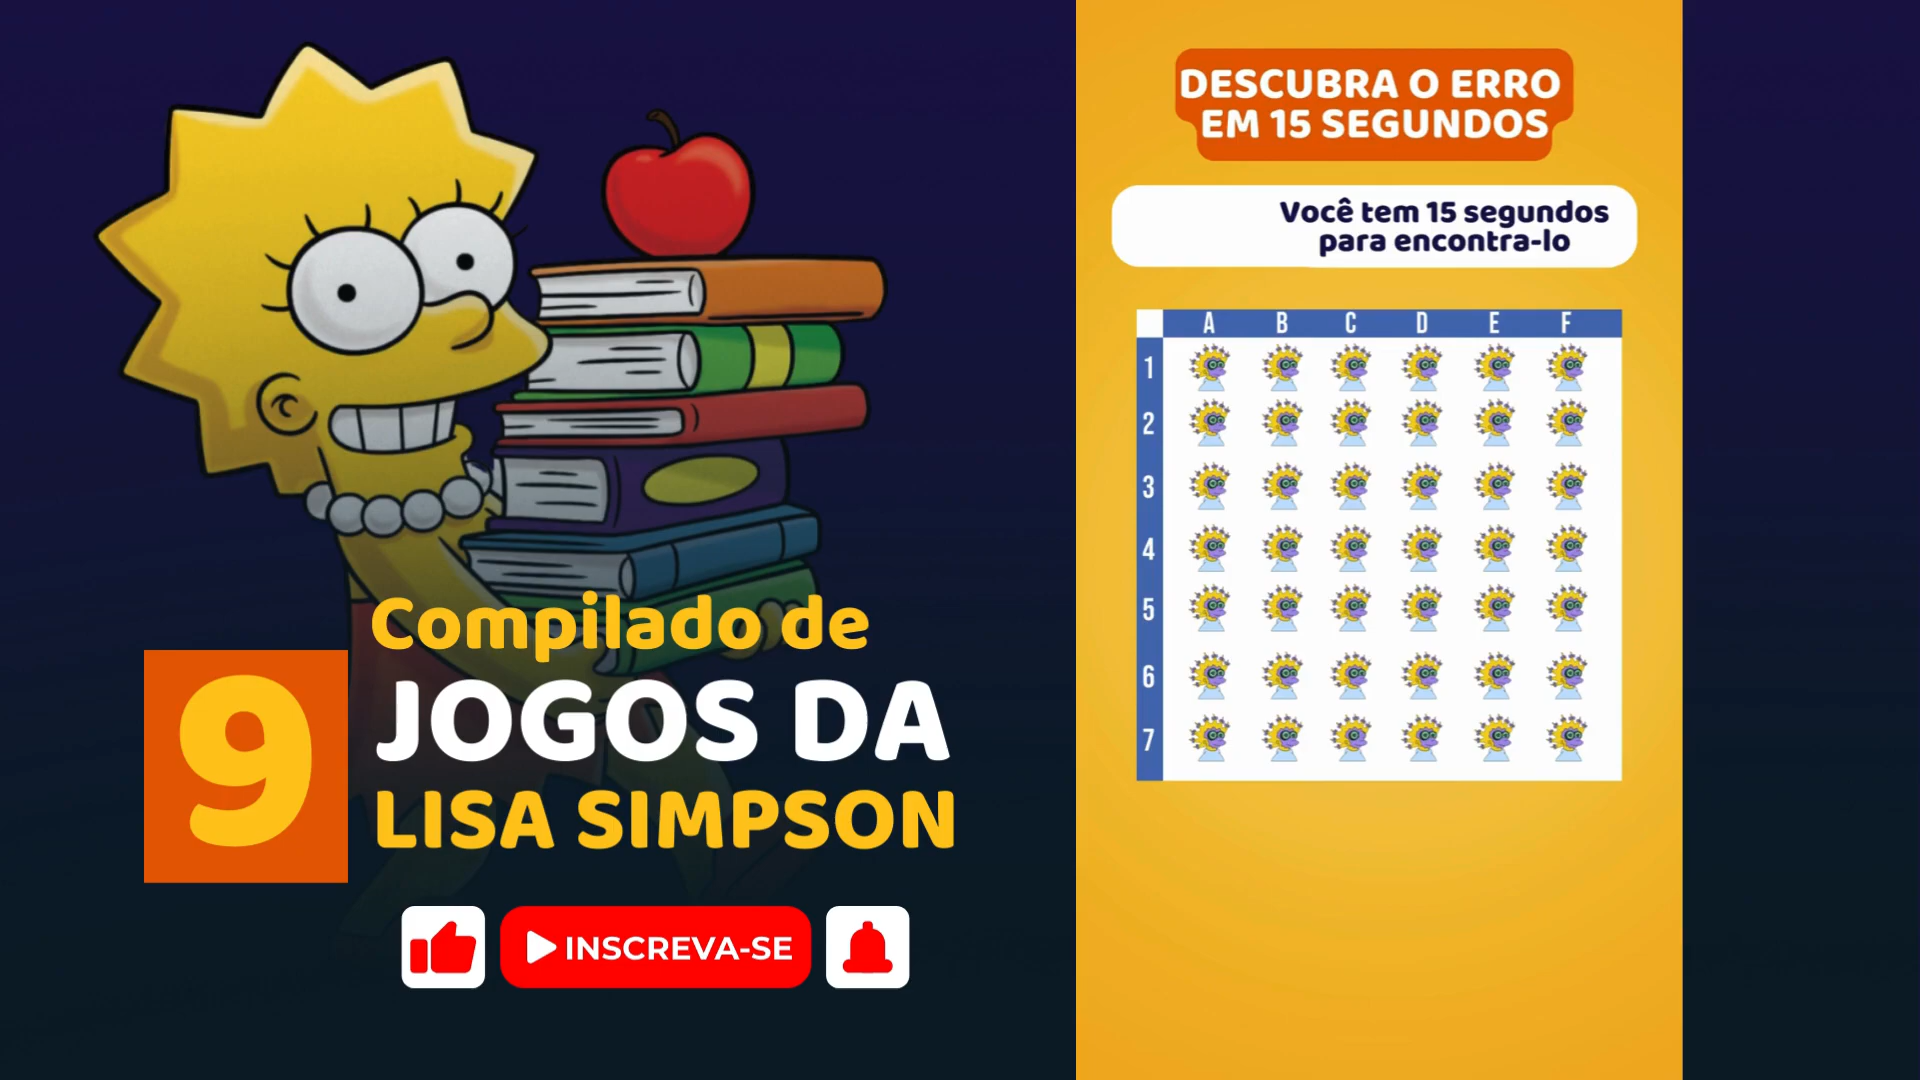 Compilado de
9
JOGOS DA
LISA SIMPSON
INSCREVA-SE
DESCUBRA O ERRO
EM 15 SEGUNDOS
Você tem 15 segundos
para encontra-lo
A B C D E F
1
2
3
4
5
6
7